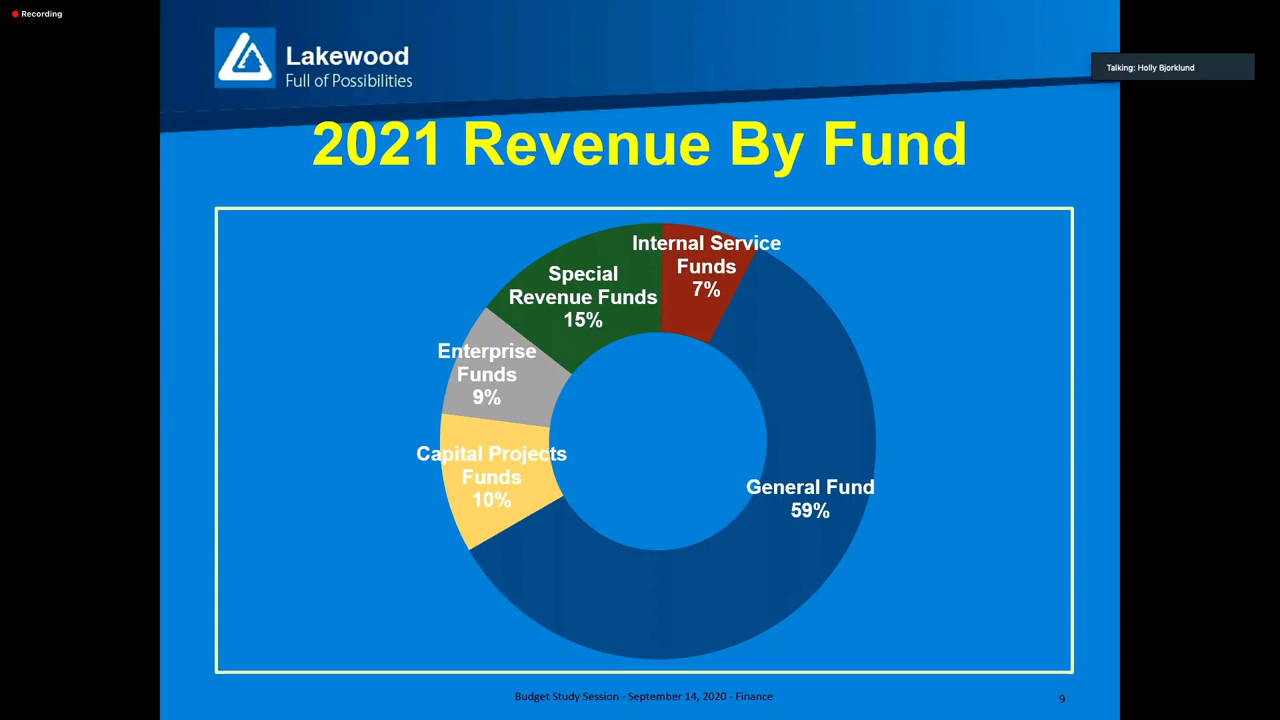 Recording
Lakewood
Full of Possibilities
Talking: Holly Bjorklund
2021 Revenue By Fund
Internal Service
Funds
7%
Special
Revenue Funds
15%
Enterprise
Funds
9%
Capital Projects
Funds
10%
General Fund
59%
Budget Study Session - September 14, 2020 - Finance
9